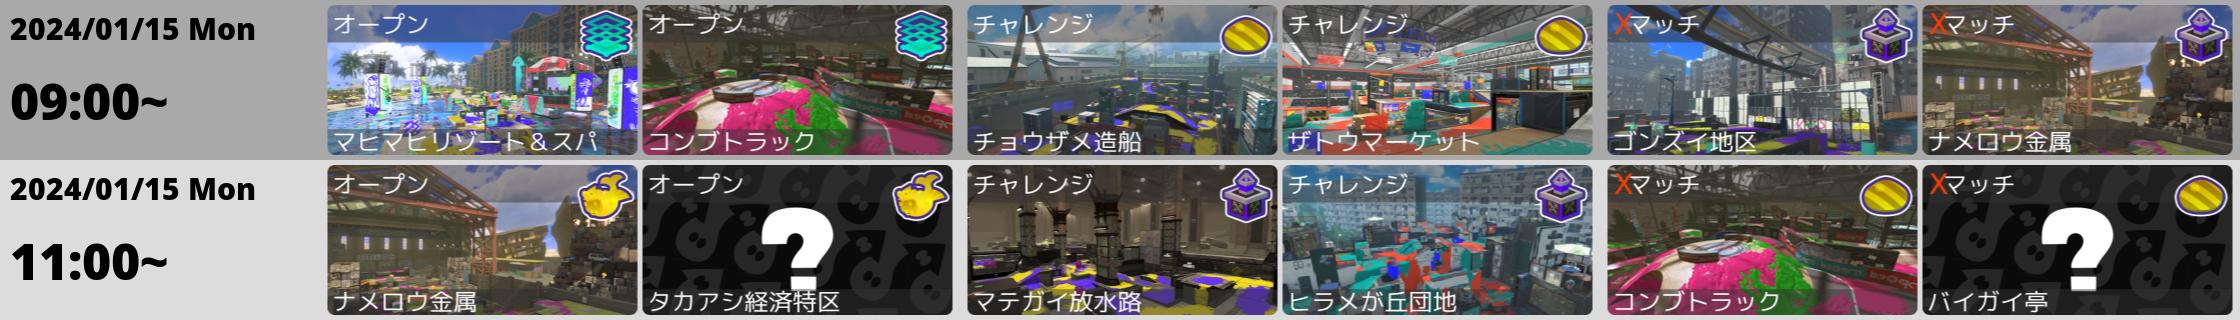 2024/01/15 Mon
09:00~
オープン
マヒマヒリゾート＆スパ
オープン
コンブトラック
チャレンジ
チョウザメ造船
チャレンジ
ザトウマーケット
Xマッチ
ゴンズイ地区
Xマッチ
ナメロウ金属
2024/01/15 Mon
11:00~
オープン
ナメロウ金属
オープン
?
タカアシ経済特区
チャレンジ
マテガイ放水路
チャレンジ
ヒラメが丘団地
Xマッチ
コンブトラック
Xマッチ
?
バイガイ亭